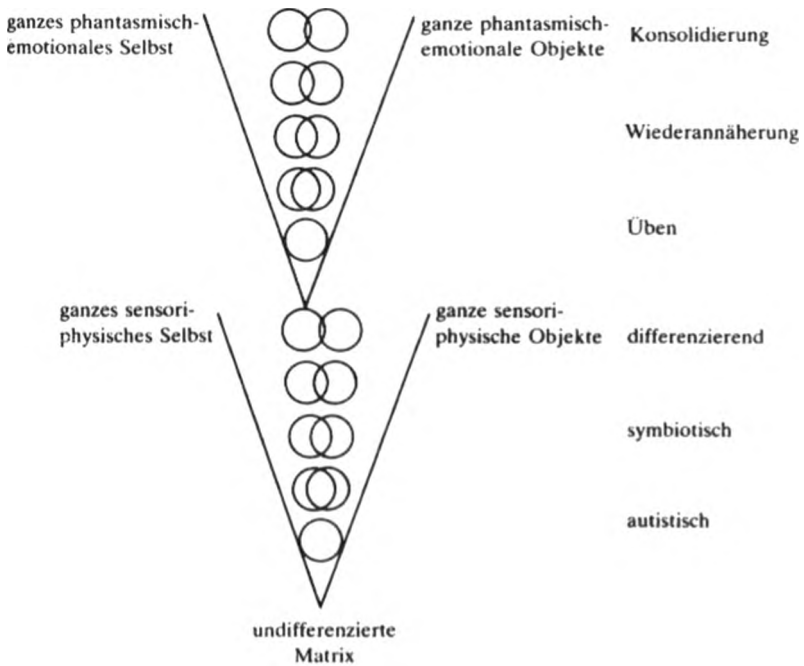 ganzes phantasmisch-
emotionales Selbst
ganze phantasmisch-
emotionale Objekte
Konsolidierung
Wiederannäherung
Üben
ganzes sensori-
physisches Selbst
ganze sensori-
physische Objekte
differenzierend
symbiotisch
autistisch
undifferenzierte
Matrix